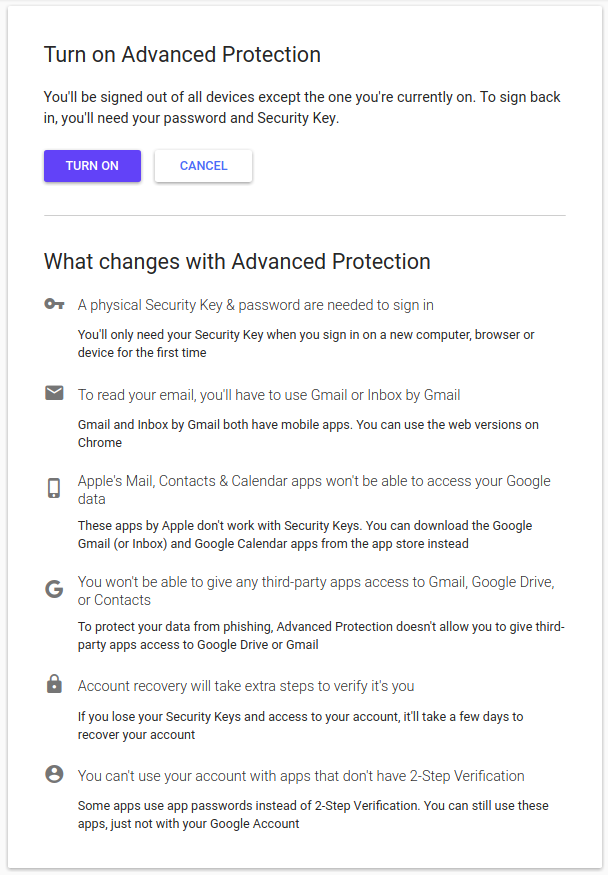 Turn on Advanced Protection
You'll be signed out of all devices except the one you're currently on. To sign back
in, you'll need your password and Security Key.
TURN ON CANCEL
What changes with Advanced Protection
A physical Security Key & password are needed to sign in
You'll only need your Security Key when you sign in on a new computer, browser or
device for the first time
To read your email, you'll have to use Gmail or Inbox by Gmail
Gmail and Inbox by Gmail both have mobile apps. You can use the web versions on
Chrome
Apple's Mail, Contacts & Calendar apps won't be able to access your Google
data
These apps by Apple don't work with Security Keys. You can download the Google
Gmail (or Inbox) and Google Calendar apps from the app store instead
You won't be able to give any third-party apps access to Gmail, Google Drive,
or Contacts
To protect your data from phishing, Advanced Protection doesn't allow you to give third-
party apps access to Google Drive or Gmail
Account recovery will take extra steps to verify it's you
If you lose your Security Keys and access to your account, it'll take a few days to
recover your account
You can't use your account with apps that don't have 2-Step Verification
Some apps use app passwords instead of 2-Step Verification. You can still use these
apps, just not with your Google Account